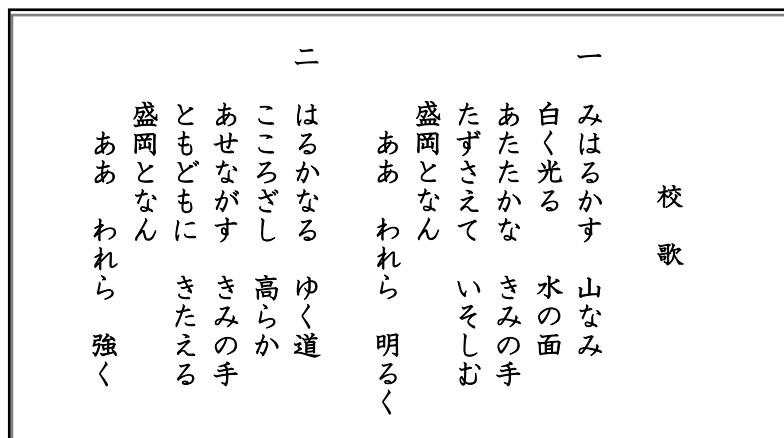 校　歌
一　みはるかす　山なみ
白く光る　　水の面
あたたかな　きみの手
たずさえて　いそしむ
盛岡となん
ああ　われら　明るく
二　はるかなる　ゆく道
こころざし　高らか
あせながす　きみの手
ともどもに　きたえる
盛岡となん
ああ　われら　強く